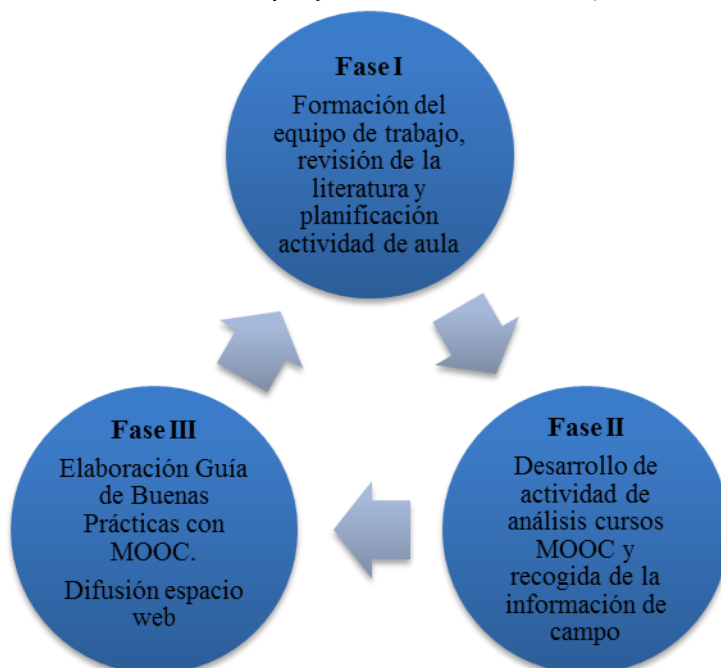 Fase I
Formación del
equipo de trabajo,
revisión de la
literatura y
planificación
actividad de aula
Fase II
Desarrollo de
actividad de
análisis cursos
MOOC y
recogida de la
información de
campo
Fase III
Elaboración Guía
de Buenas
Prácticas con
MOOC.
Difusión espacio
web